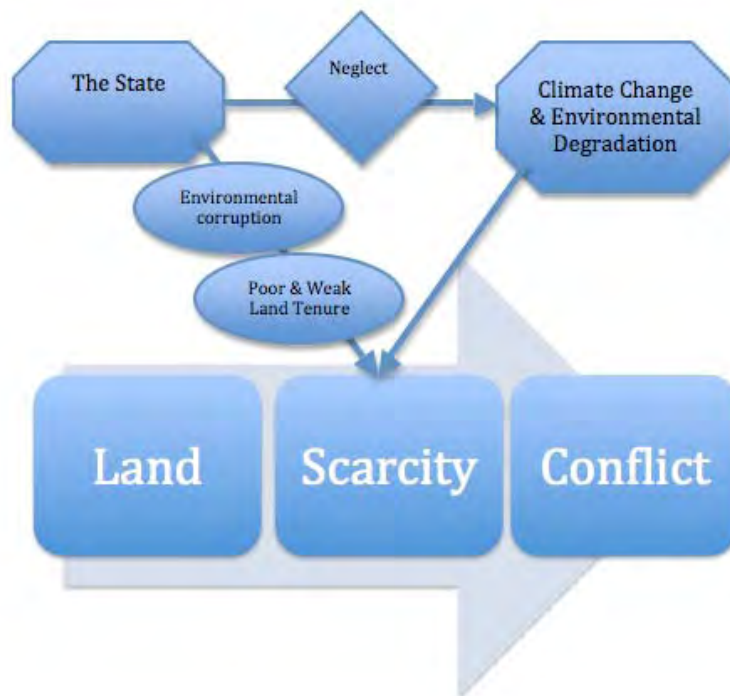 The State
Neglect
Climate Change
& Environmental
Degradation
Environmental
corruption
Poor & Weak
Land Tenure
Land
Scarcity
Conflict